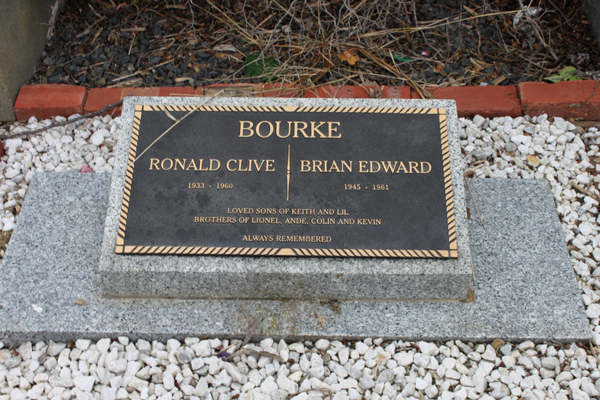 BOURKE
RONALD CLIVE BRIAN EDWARD
1933 - 1960 1945 - 1961
LOVED SONS OF KEITH AND LIL
BROTHERS OF LIONEL, ANDE, COLIN AND KEVIN
ALWAYS REMEMBERED